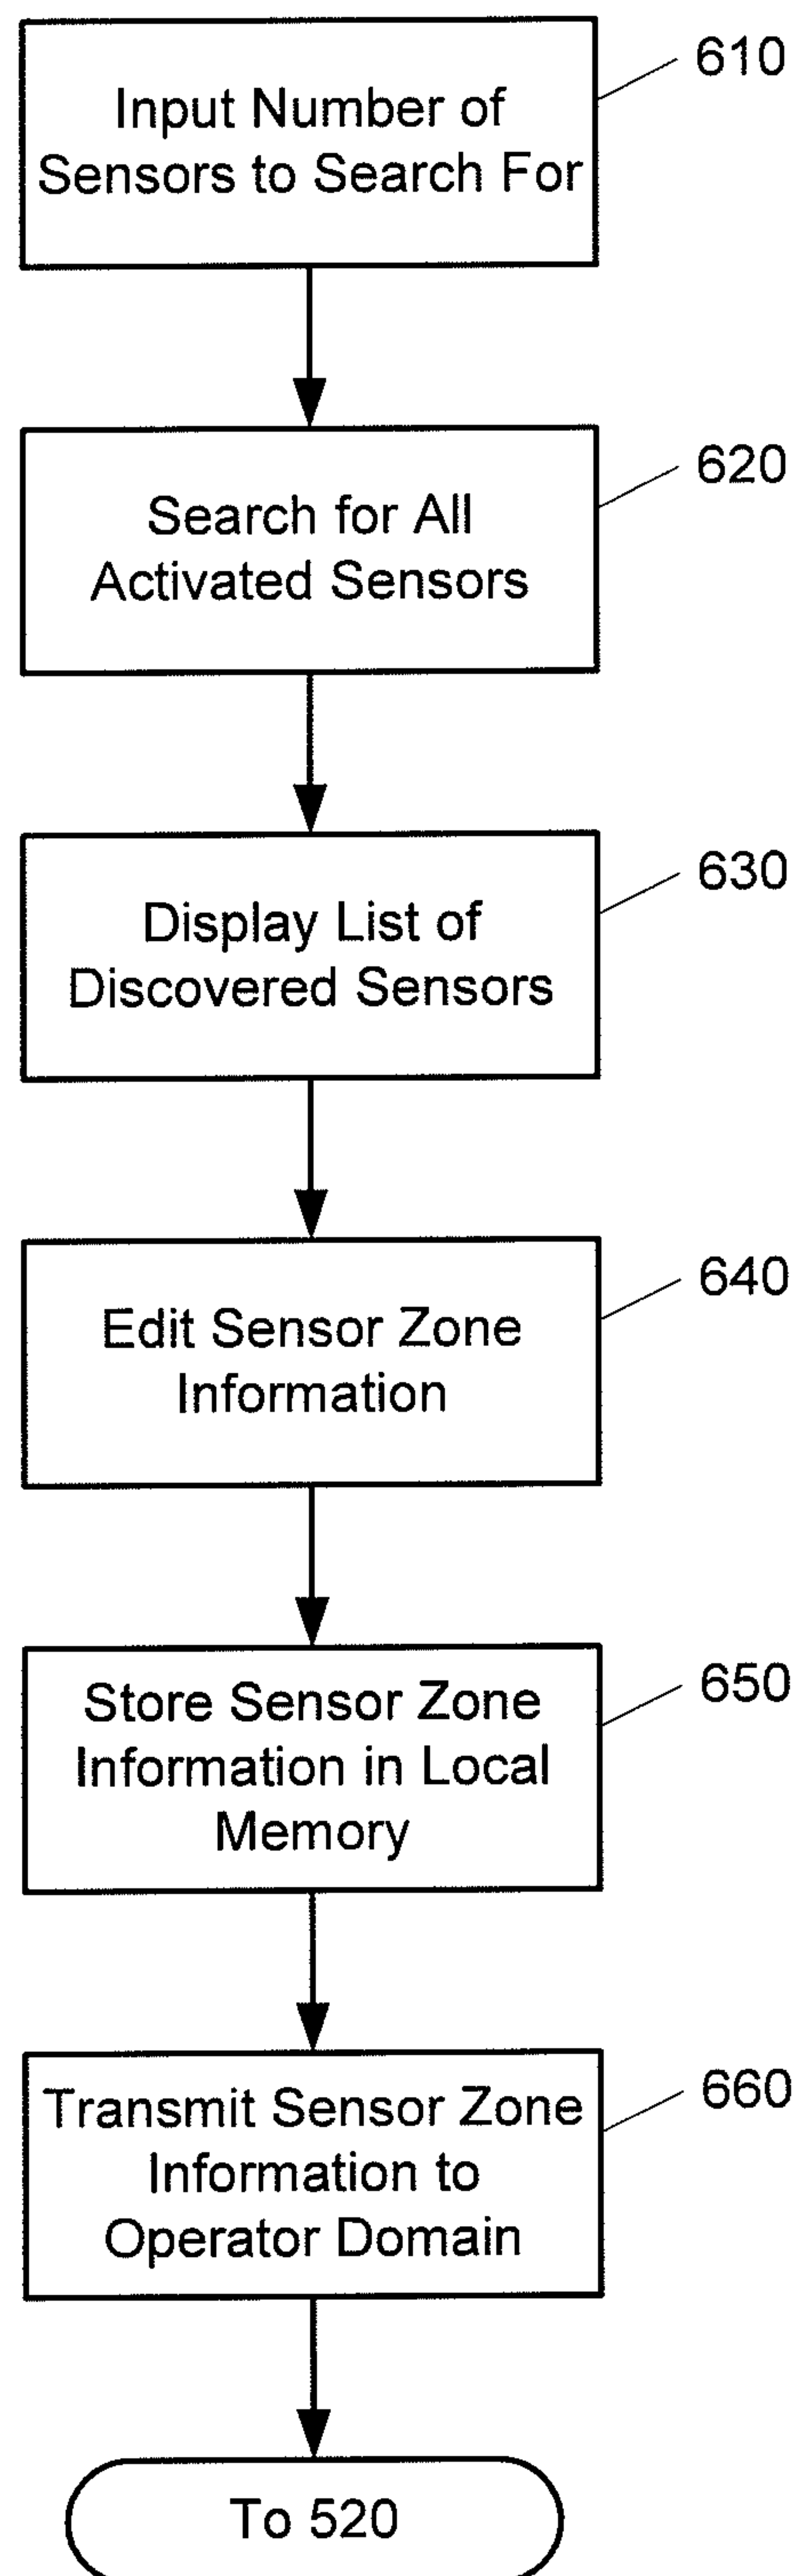 Input Number of
Sensors to Search For
610
Search for All
Activated Sensors
620
Display List of
Discovered Sensors
630
Edit Sensor Zone
Information
640
Store Sensor Zone
Information in Local
Memory
650
Transmit Sensor Zone
Information to
Operator Domain
660
To 520